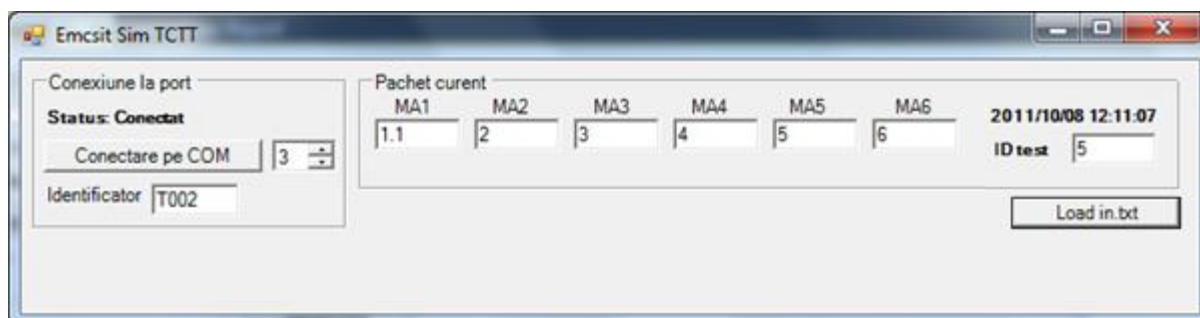 Emcsit Sim TCTT
Conexiune la port
Status: Conectat
Conectare pe COM 3
Identificator T002
Pachet curent
MA1 MA2 MA3 MA4 MA5 MA6
1.1 2 3 4 5 6
2011/10/08 12:11:07
ID test 5
Load in.txt